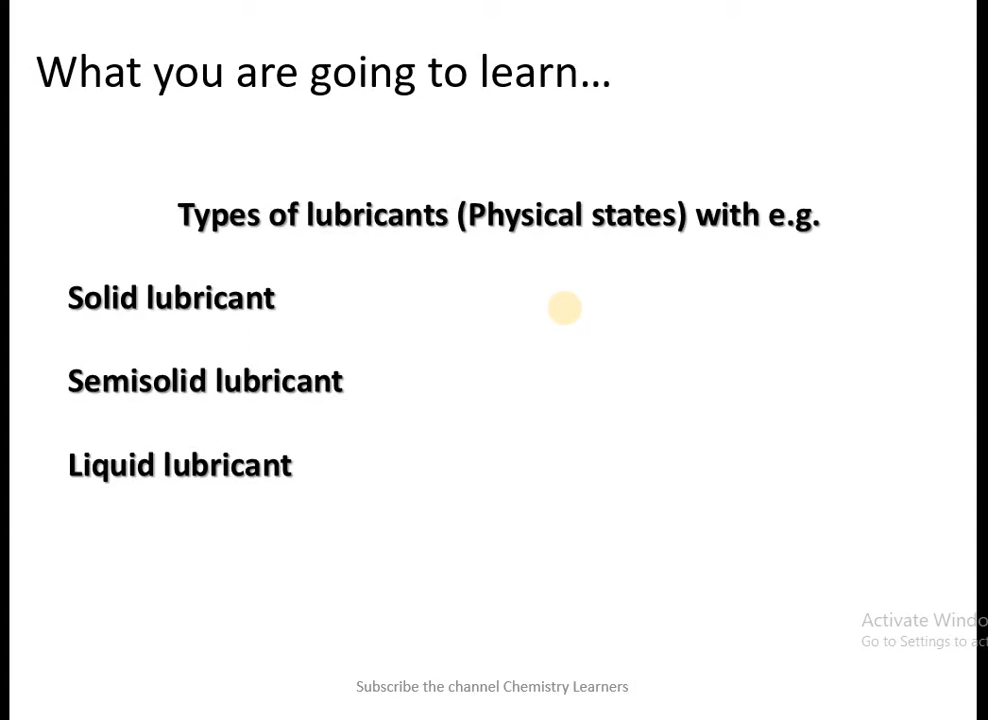 What you are going to learn...
Types of lubricants (Physical states) with e.g.
Solid lubricant
Semisolid lubricant
Liquid lubricant
Activate Windo
Go to Settings to act
Subscribe the channel Chemistry Learners